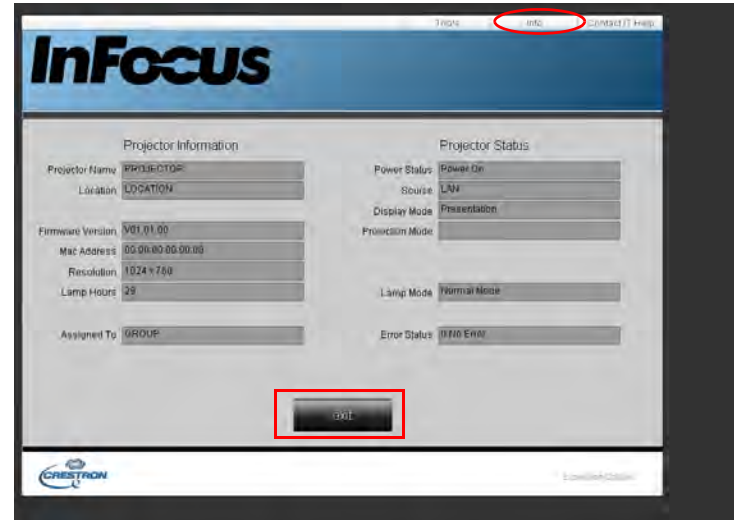 Tools Info Contact IT Help
InFocus
Projector Information Projector Status
Projector Name PROJECTOR Power Status Power On
Location LOCATION Source LAN
Display Mode Presentation
Firmware Version V01.01.00 Projection Mode
Mac Address 00:00:00:00:00:00
Resolution 1024 x 768
Lamp Hours 29 Lamp Mode Normal Mode
Assigned To GROUP Error Status 0:No Error
exit
CRESTRON
Expansion Options